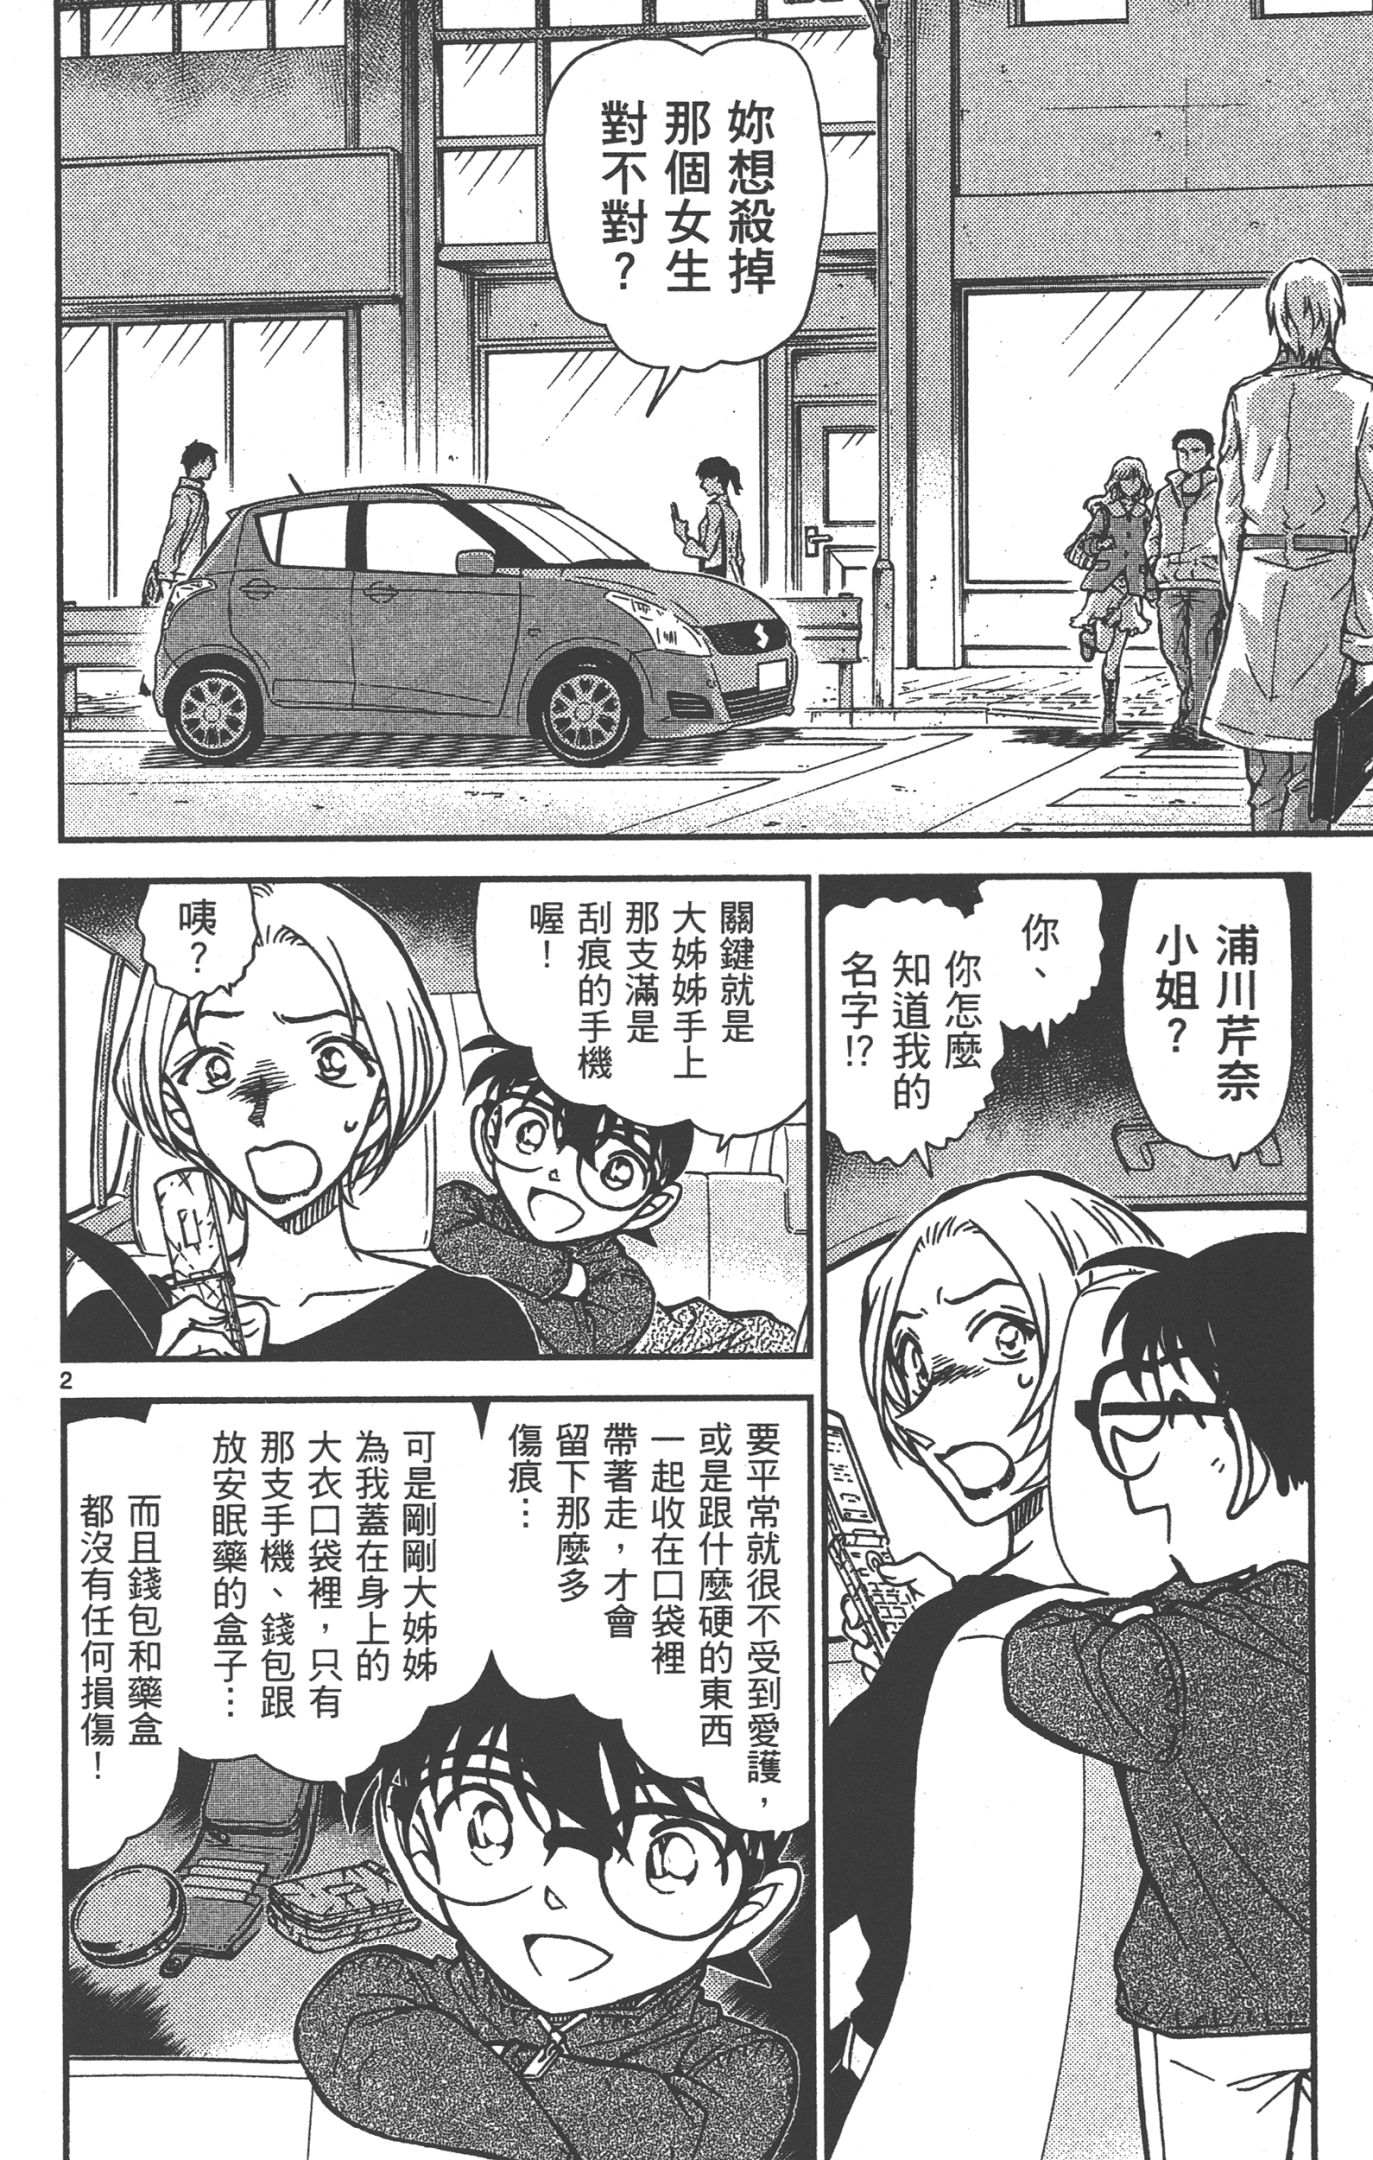 妳想殺掉
那個女生
對不對？
浦川芹奈
小姐？
你、
你怎麼
知道我的
名字!?
關鍵就是
大姊姊手上
那支滿是
刮痕的手機
喔！
咦？
2
要平常就很不受到愛護，
或是跟什麼硬的東西
一起收在口袋裡
帶著走，才會
留下那麼多
傷痕…
可是剛剛大姊姊
為我蓋在身上的
大衣口袋裡，只有
那支手機、錢包跟
放安眠藥的盒子…
而且錢包和藥盒
都沒有任何損傷！